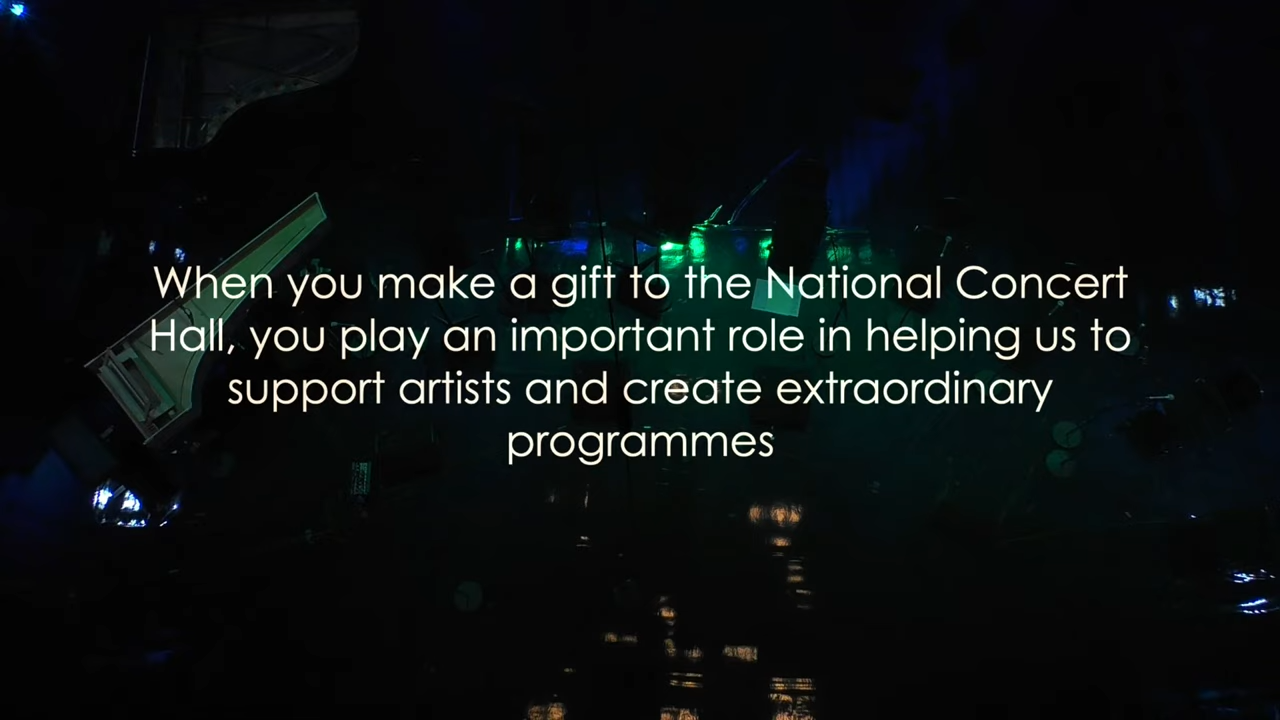 When you make a gift to the National Concert
Hall, you play an important role in helping us to
support artists and create extraordinary
programmes